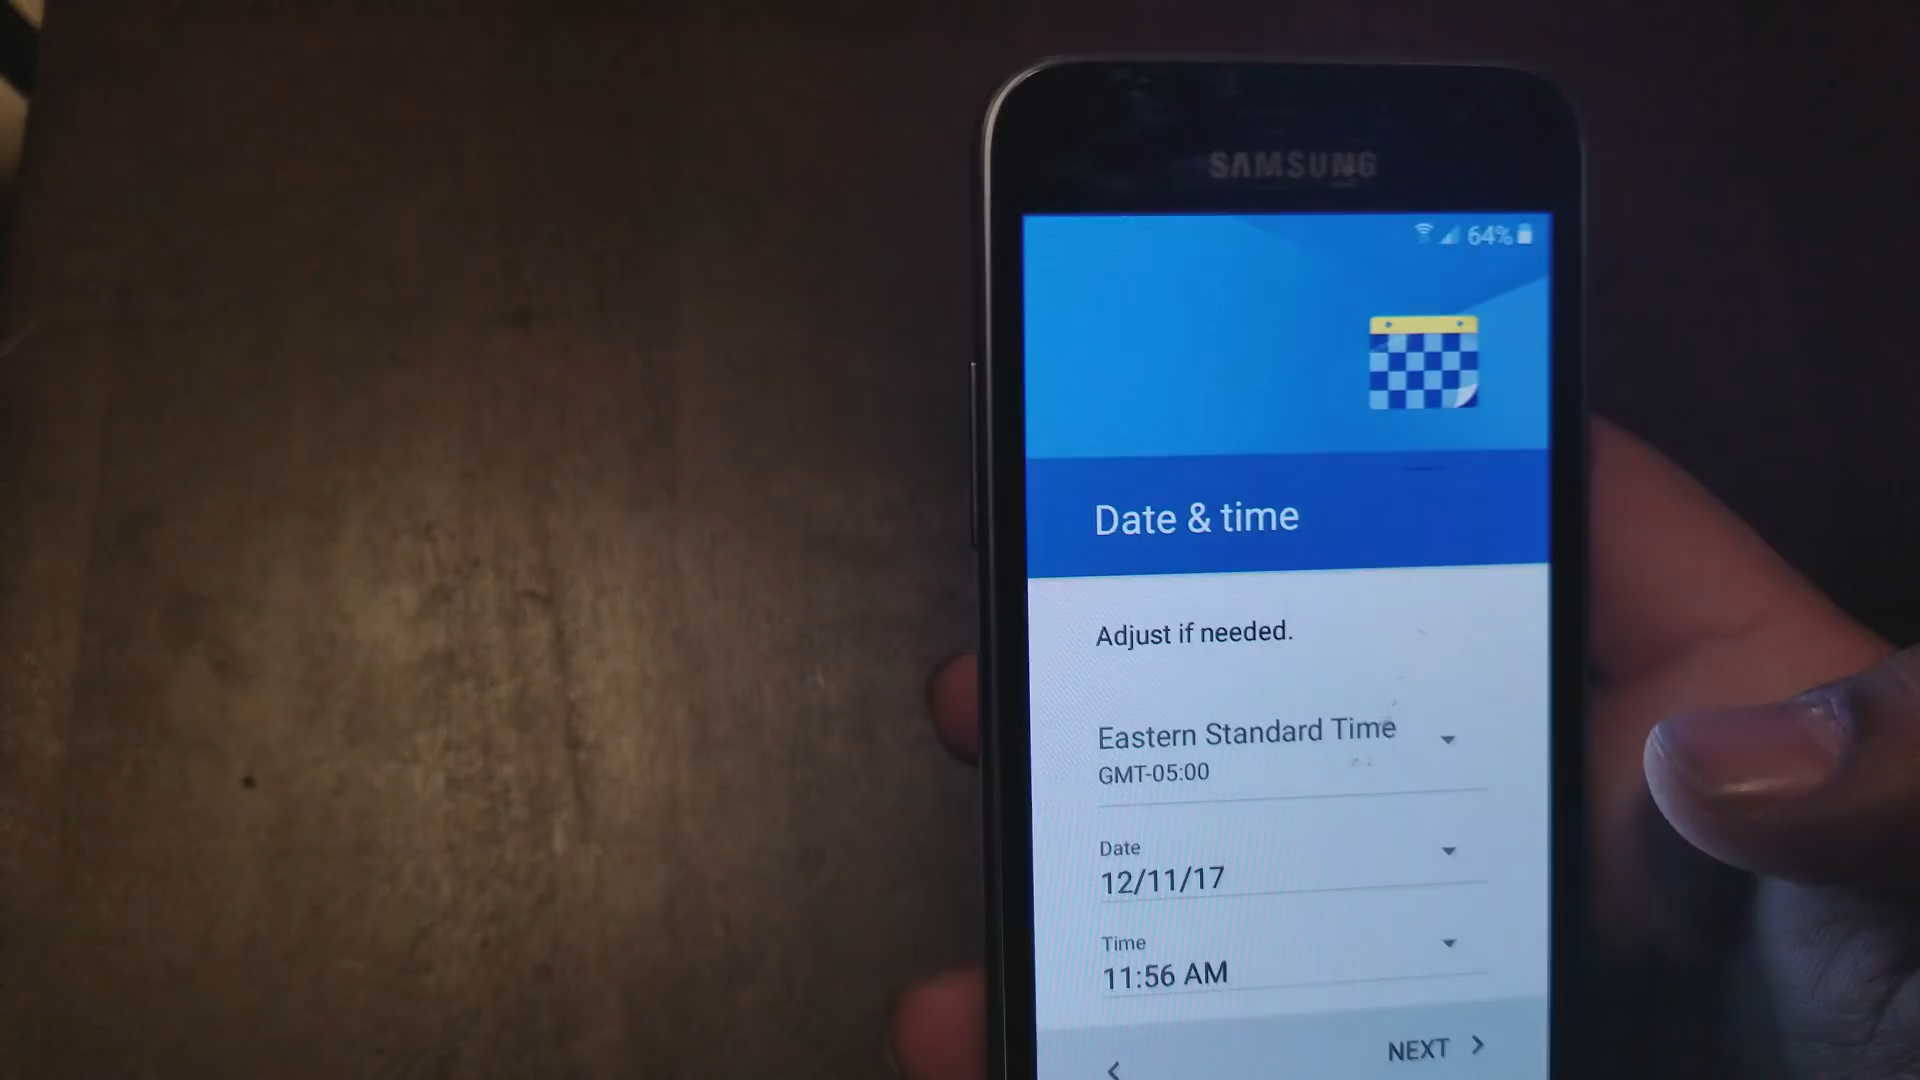 SAMSUNG
64%
Date & time
Adjust if needed.
Eastern Standard Time
GMT-05:00
Date
12/11/17
Time
11:56 AM
NEXT